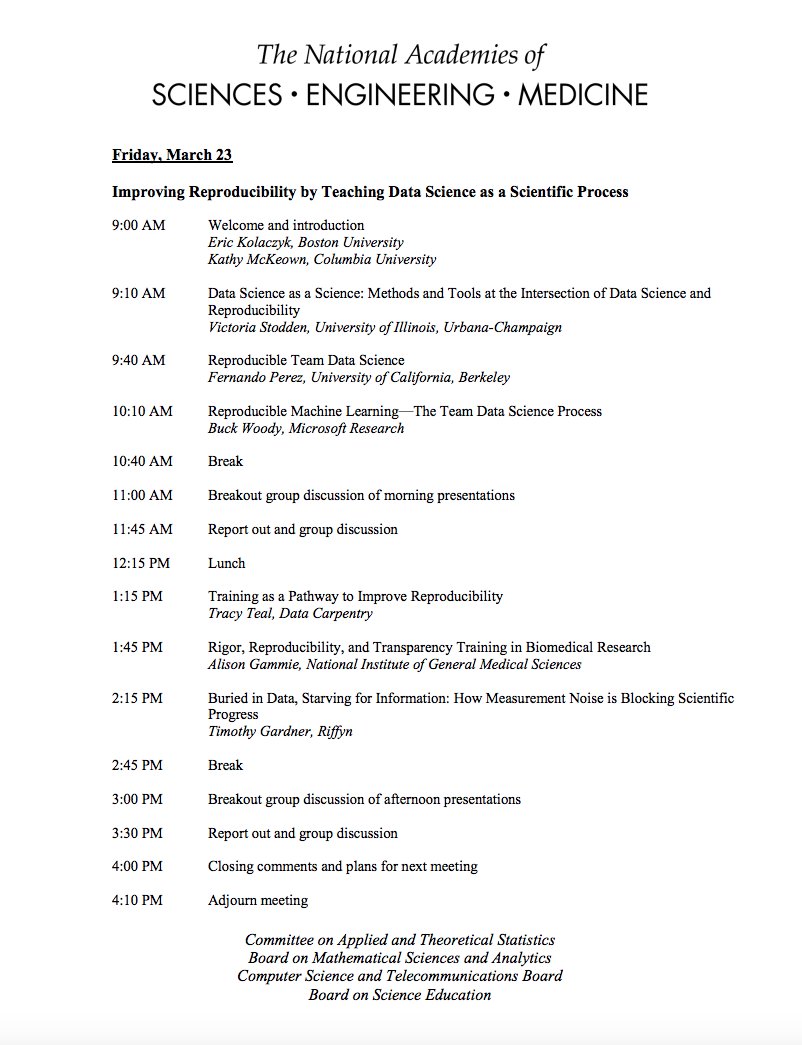 The National Academies of
SCIENCES • ENGINEERING • MEDICINE
Friday, March 23
Improving Reproducibility by Teaching Data Science as a Scientific Process
9:00 AM Welcome and introduction
Eric Kolaczyk, Boston University
Kathy McKeown, Columbia University
9:10 AM Data Science as a Science: Methods and Tools at the Intersection of Data Science and
Reproducibility
Victoria Stodden, University of Illinois, Urbana-Champaign
9:40 AM Reproducible Team Data Science
Fernando Perez, University of California, Berkeley
10:10 AM Reproducible Machine Learning—The Team Data Science Process
Buck Woody, Microsoft Research
10:40 AM Break
11:00 AM Breakout group discussion of morning presentations
11:45 AM Report out and group discussion
12:15 PM Lunch
1:15 PM Training as a Pathway to Improve Reproducibility
Tracy Teal, Data Carpentry
1:45 PM Rigor, Reproducibility, and Transparency Training in Biomedical Research
Alison Gammie, National Institute of General Medical Sciences
2:15 PM Buried in Data, Starving for Information: How Measurement Noise is Blocking Scientific
Progress
Timothy Gardner, Riffyn
2:45 PM Break
3:00 PM Breakout group discussion of afternoon presentations
3:30 PM Report out and group discussion
4:00 PM Closing comments and plans for next meeting
4:10 PM Adjourn meeting
Committee on Applied and Theoretical Statistics
Board on Mathematical Sciences and Analytics
Computer Science and Telecommunications Board
Board on Science Education